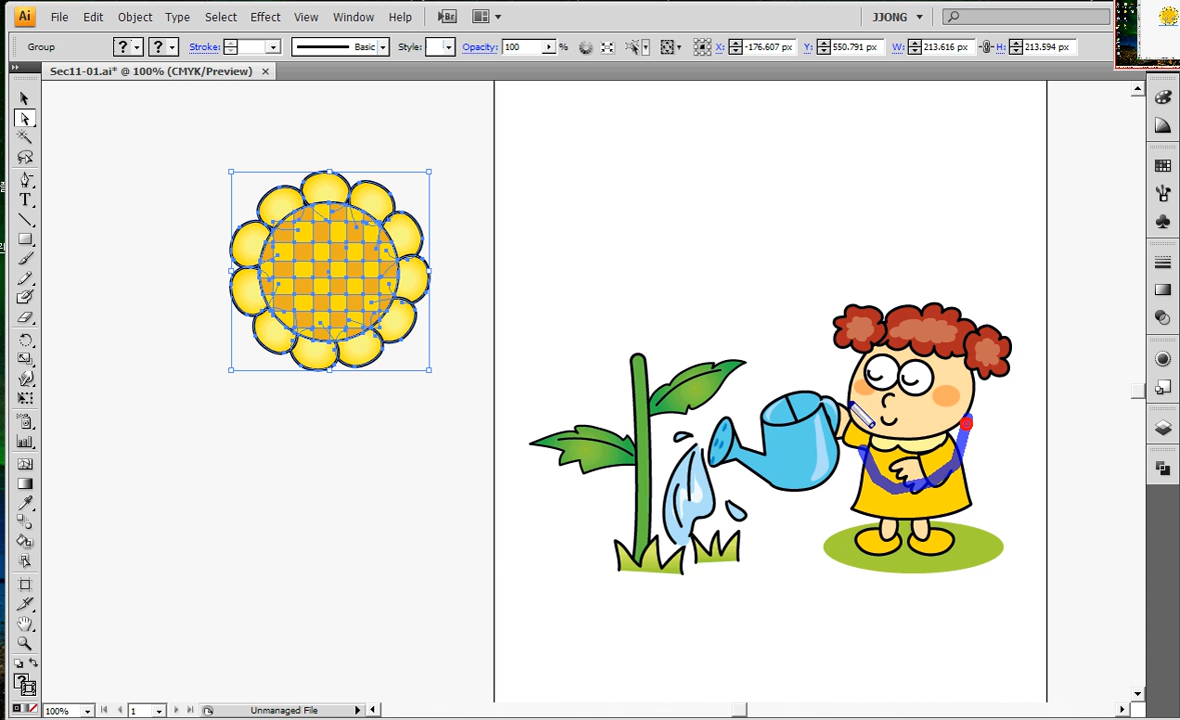 Ai File Edit Object Type Select Effect View Window Help Br JJONG
Group ? ? Stroke: Basic Style: Opacity: 100 % X: -176.607 px Y: 550.791 px W: 213.616 px H: 213.594 px
Sec11-01.ai* @ 100% (CMYK/Preview) ×
T
100% 1 Unmanaged File